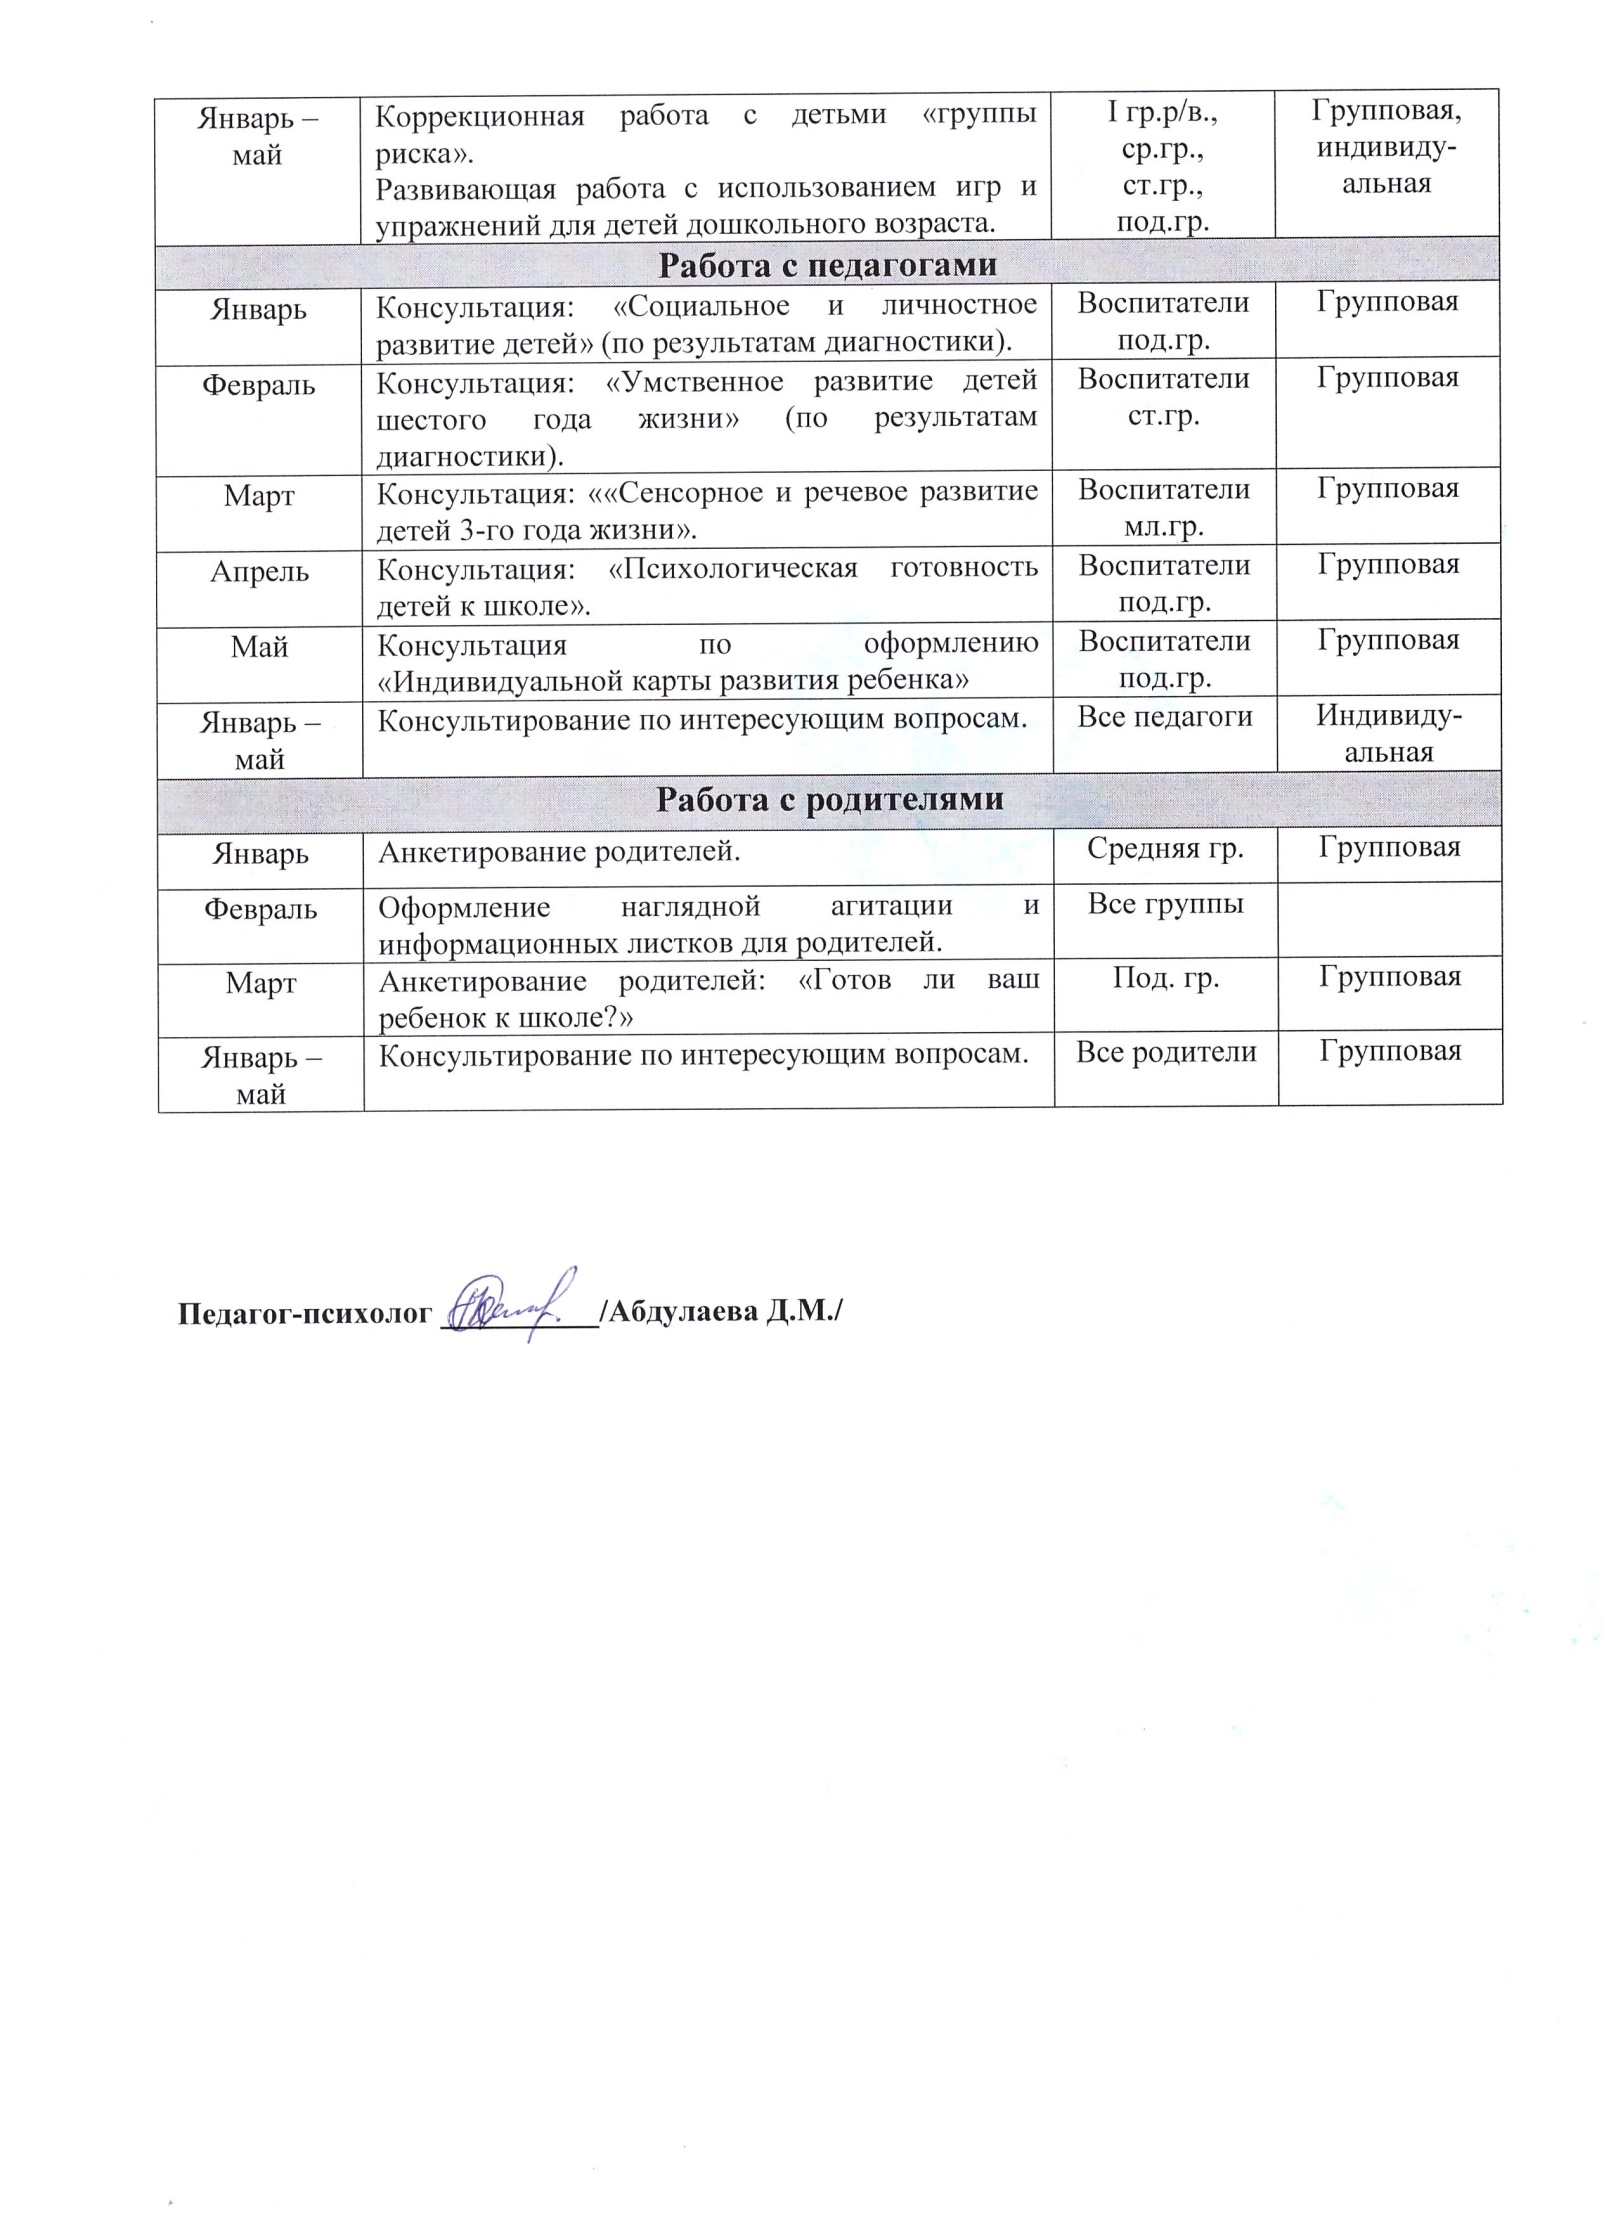 Январь –
май
Коррекционная работа с детьми «группы
риска».
Развивающая работа с использованием игр и
упражнений для детей дошкольного возраста.
I гр.р/в.,
ср.гр.,
ст.гр.,
под.гр.
Групповая,
индивиду-
альная
Работа с педагогами
Январь
Консультация: «Социальное и личностное
развитие детей» (по результатам диагностики).
Воспитатели
под.гр.
Групповая
Февраль
Консультация: «Умственное развитие детей
шестого года жизни» (по результатам
диагностики).
Воспитатели
ст.гр.
Групповая
Март
Консультация: ««Сенсорное и речевое развитие
детей 3-го года жизни».
Воспитатели
мл.гр.
Групповая
Апрель
Консультация: «Психологическая готовность
детей к школе».
Воспитатели
под.гр.
Групповая
Май
Консультация по оформлению
«Индивидуальной карты развития ребенка»
Воспитатели
под.гр.
Групповая
Январь –
май
Консультирование по интересующим вопросам.
Все педагоги
Индивиду-
альная
Работа с родителями
Январь
Анкетирование родителей.
Средняя гр.
Групповая
Февраль
Оформление наглядной агитации и
информационных листков для родителей.
Все группы
Март
Анкетирование родителей: «Готов ли ваш
ребенок к школе?»
Под. гр.
Групповая
Январь –
май
Консультирование по интересующим вопросам.
Все родители
Групповая
Педагог-психолог /Абдулаева Д.М./